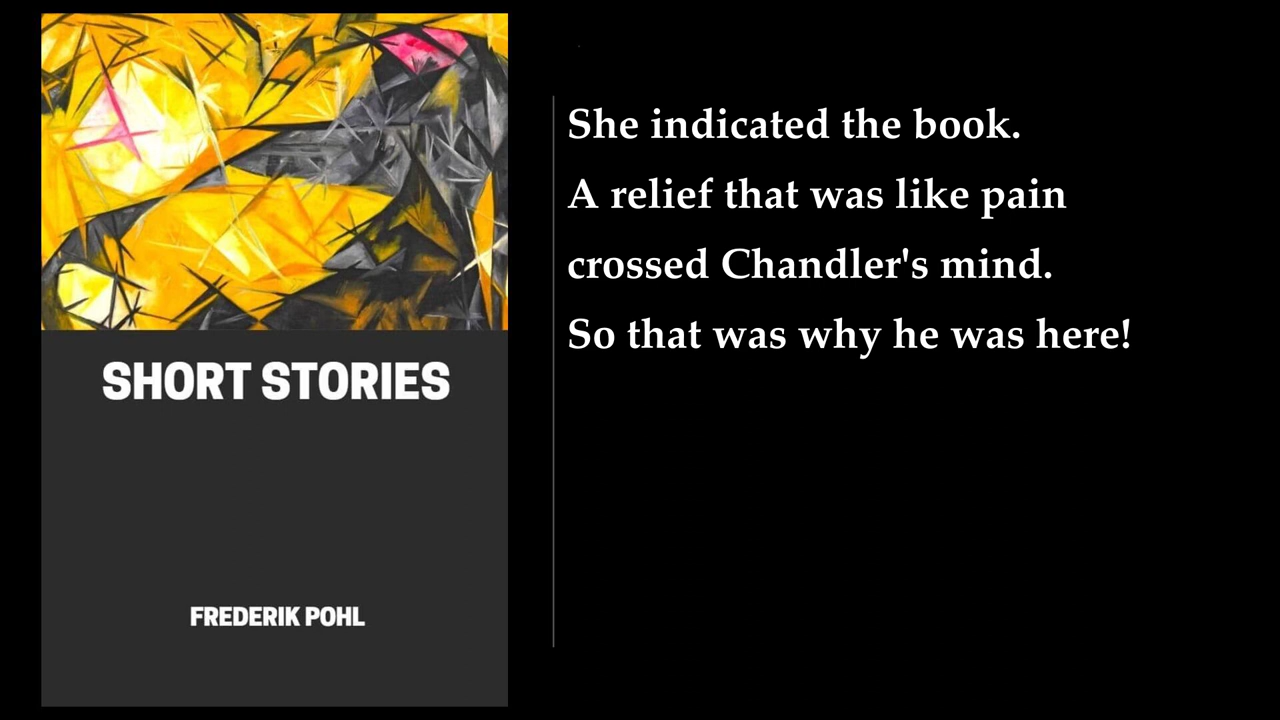 SHORT STORIES
FREDERIK POHL
She indicated the book.
A relief that was like pain
crossed Chandler's mind.
So that was why he was here!